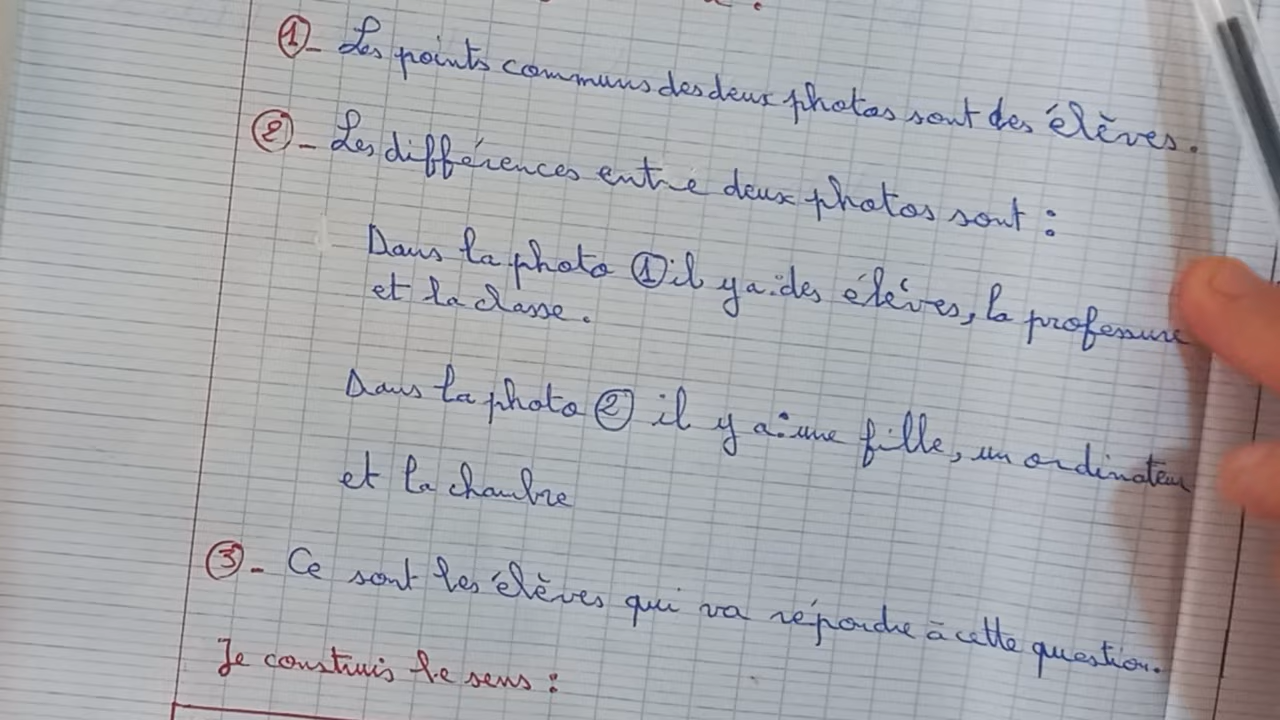 ①- Les points communs des deux photos sont des élèves.
②- Les différences entre deux photos sont :
Dans la photo ① il y a: des éléves, la professeure
et la classe.
Dans la photo ② il y a: une fille, un ordinateur
et la chambre
③- Ce sont les élèves qui va répondre à cette question.
Je construis le sens :